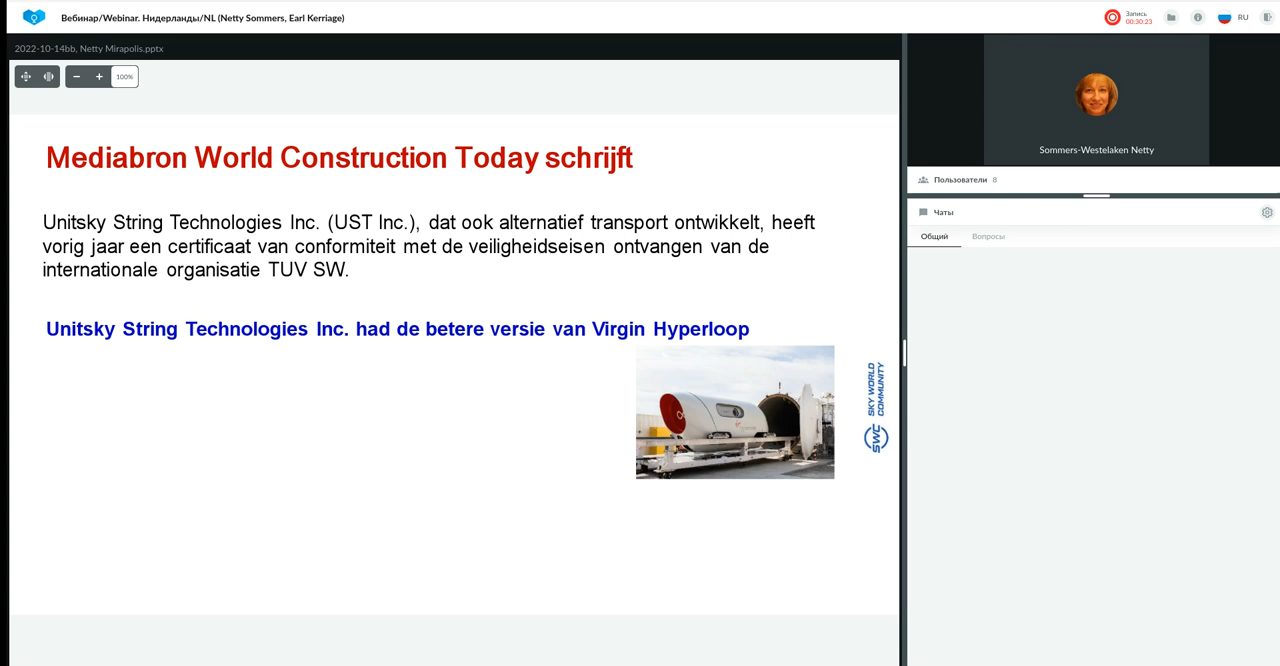 Вебинар/Webinar. Нидерланды/NL (Netty Sommers, Earl Kerriage)
Запись
00:30:23
RU
2022-10-14bb, Netty Mirapolis.pptx
100%
Mediabron World Construction Today schrijft
Unitsky String Technologies Inc. (UST Inc.), dat ook alternatief transport ontwikkelt, heeft
vorig jaar een certificaat van conformiteit met de veiligheidseisen ontvangen van de
internationale organisatie TUV SW.
Unitsky String Technologies Inc. had de betere versie van Virgin Hyperloop
SWC
SKY WORLD
COMMUNITY
Sommers-Westelaken Netty
Пользователи 8
Чаты
Общий
Вопросы